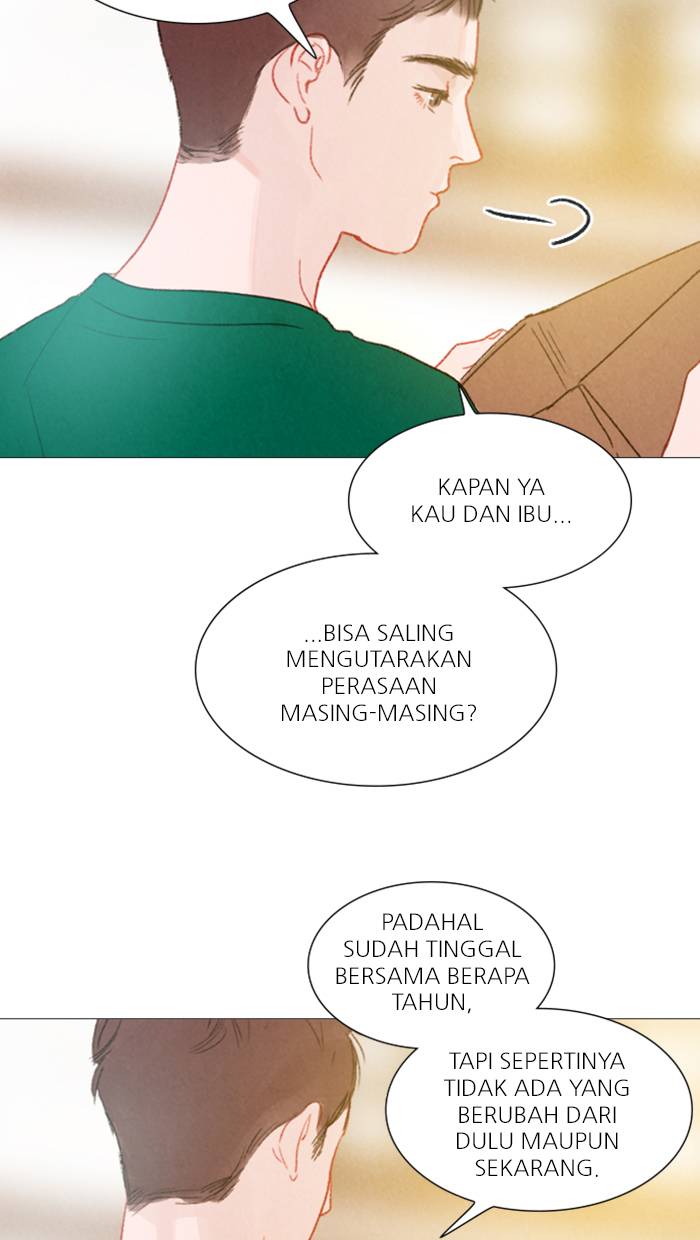 KAPAN YA
KAU DAN IBU...
...BISA SALING
MENGUTARAKAN
PERASAAN
MASING-MASING?
PADAHAL
SUDAH TINGGAL
BERSAMA BERAPA
TAHUN,
TAPI SEPERTINYA
TIDAK ADA YANG
BERUBAH DARI
DULU MAUPUN
SEKARANG.